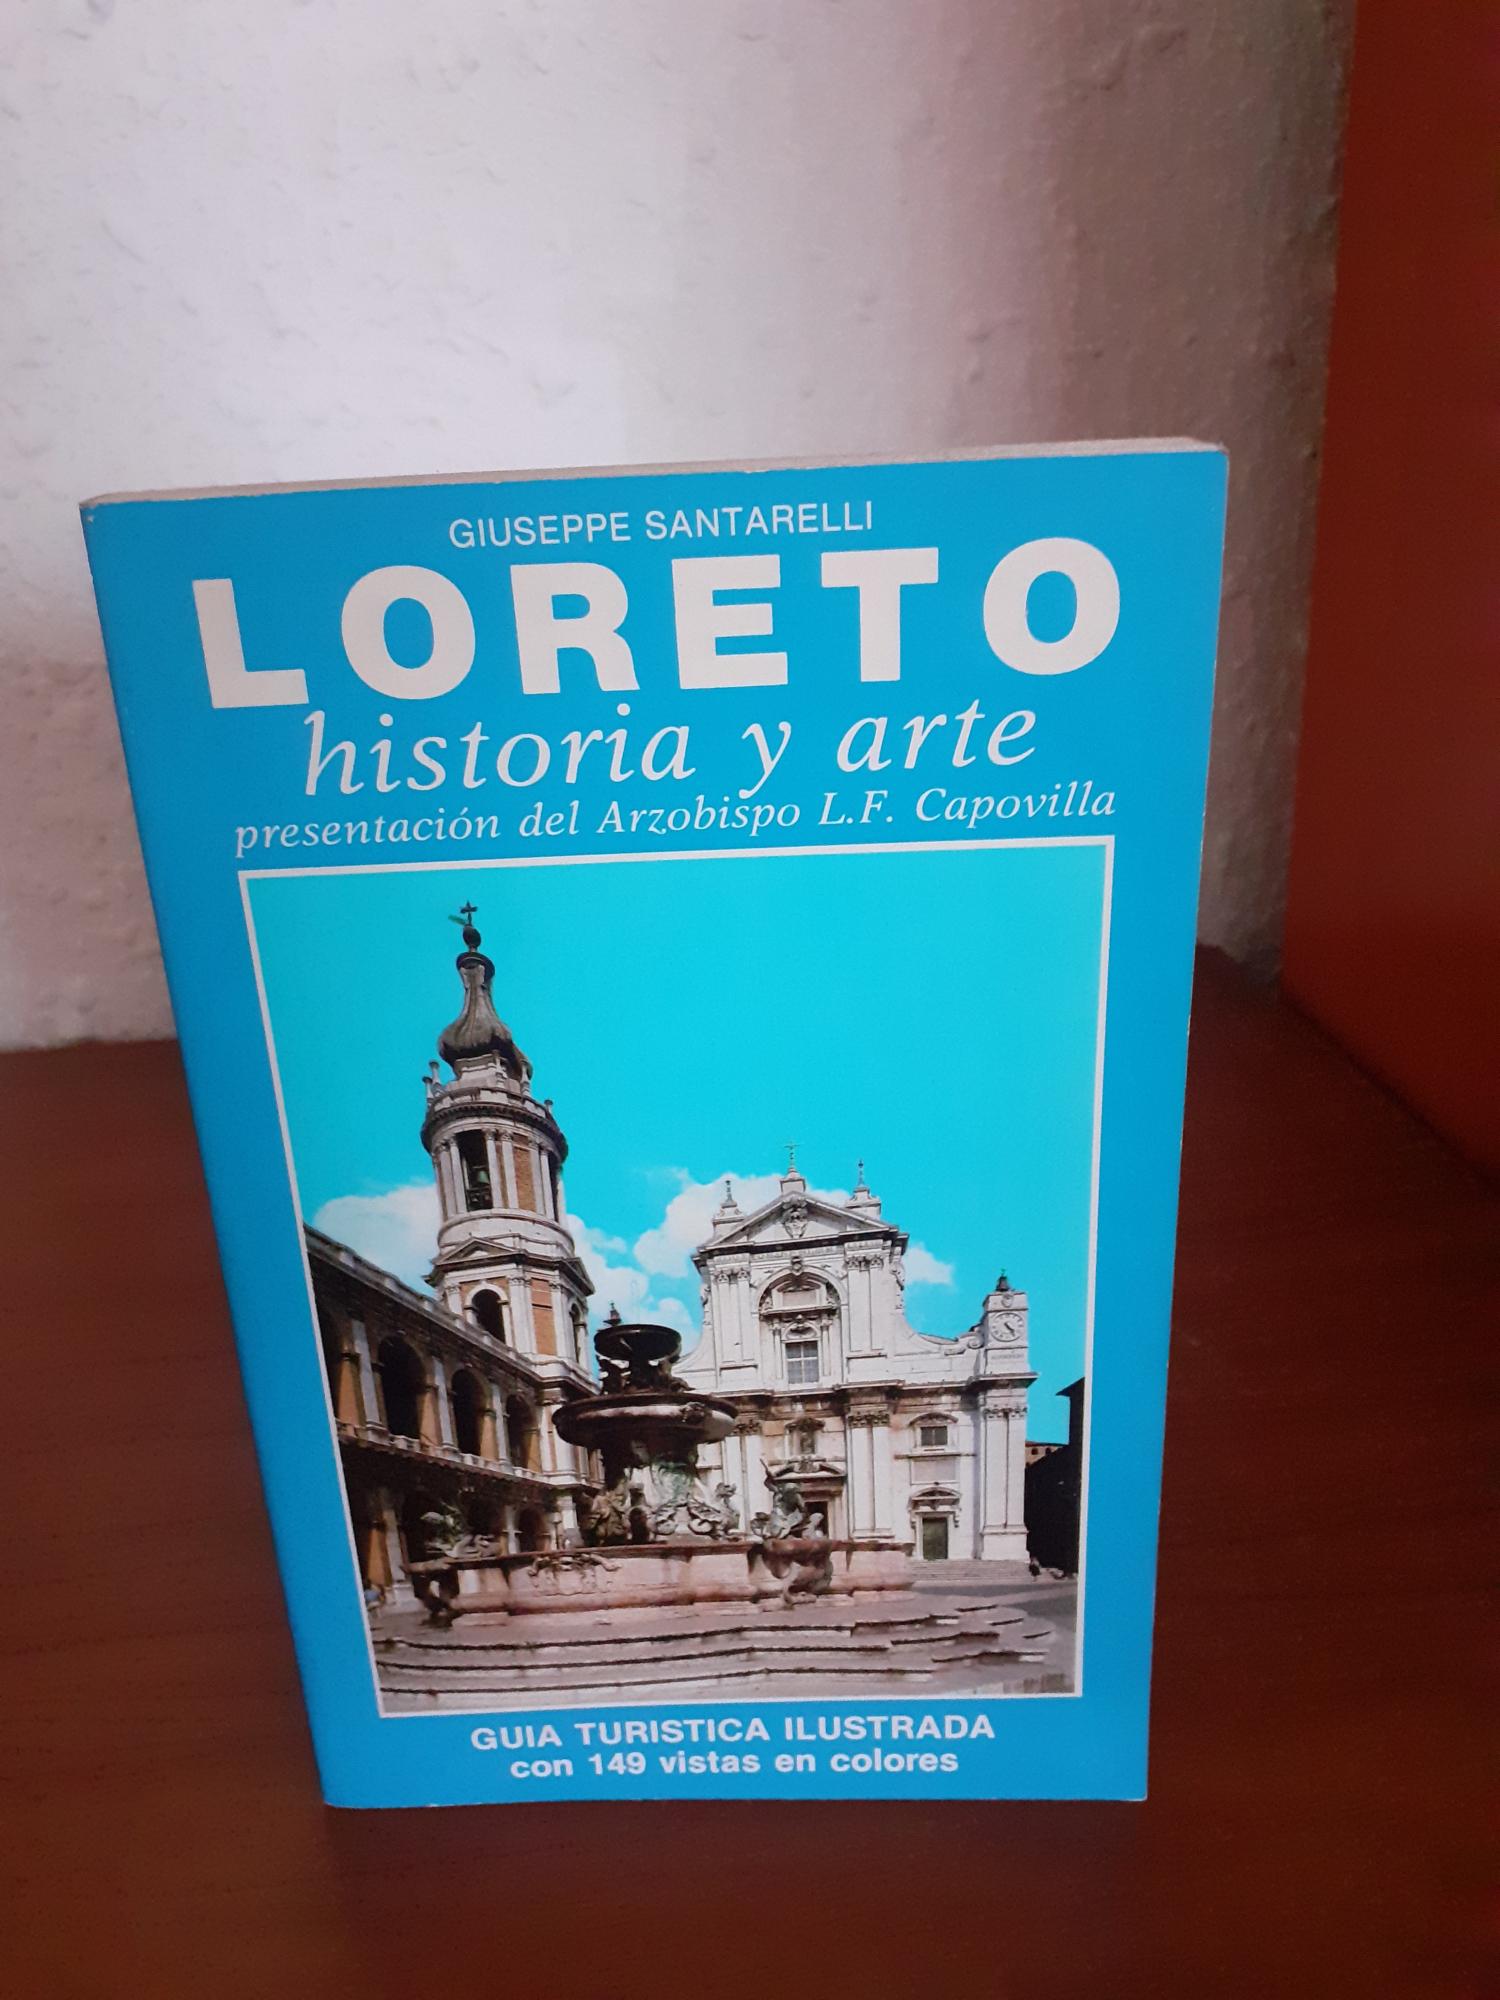 GIUSEPPE SANTARELLI
LORETO
historia y arte
presentación del Arzobispo L.F. Capovilla
GUIA TURISTICA ILUSTRADA
con 149 vistas en colores